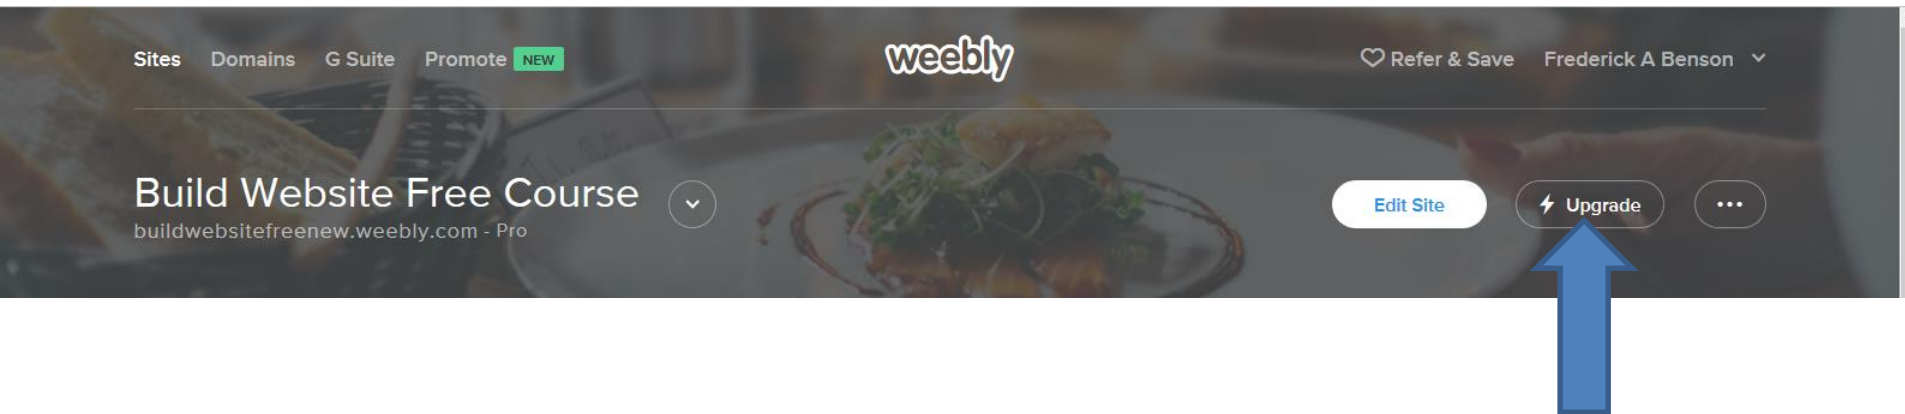 Sites Domains G Suite Promote NEW weebly Refer & Save Frederick A Benson
Build Website Free Course Edit Site Upgrade
buildwebsitefreenew.weebly.com - Pro